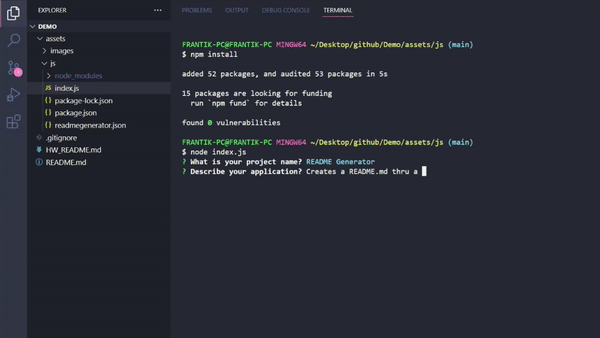 EXPLORER
PROBLEMS OUTPUT DEBUG CONSOLE TERMINAL
DEMO
assets
images
js
node_modules
JS index.js
{} package-lock.json
{} package.json
{} readmegenerator.json
.gitignore
HW_README.md
README.md
1
FRANTIK-PC@FRANTIK-PC MINGW64 ~/Desktop/github/Demo/assets/js (main)
$ npm install
added 52 packages, and audited 53 packages in 5s
15 packages are looking for funding
run `npm fund` for details
found 0 vulnerabilities
FRANTIK-PC@FRANTIK-PC MINGW64 ~/Desktop/github/Demo/assets/js (main)
$ node index.js
? What is your project name? README Generator
? Describe your application? Creates a README.md thru a